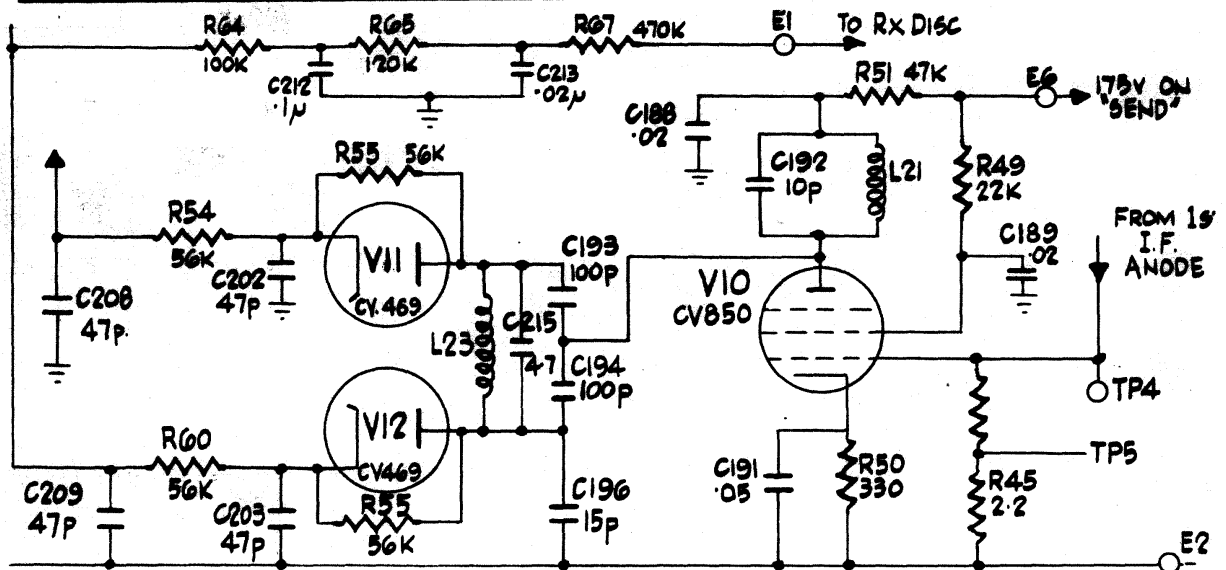 R64
100K
R65
120K
R67 470K
E1
TO RX DISC
C212
.1µ
C213
.02µ
R51 47K
E6
175V ON
"SEND"
C188
.02
C192
10p
L21
R49
22K
R55 56K
R54
56K
C202
47p
V11
CV.469
C193
100p
C208
47p.
L23
C215
47
C194
100p
V10
CV850
C189
.02
FROM 1st
I.F.
ANODE
TP4
TP5
V12
CV469
R60
56K
C209
47p
C203
47p
R55
56K
C196
15p
C191
.05
R50
330
R45
2.2
E2